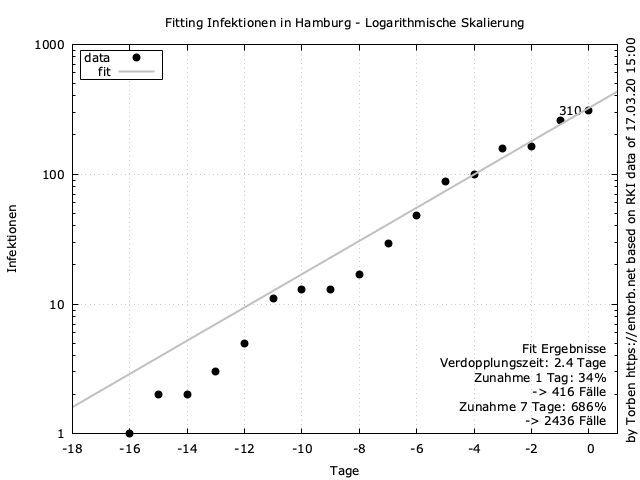 Fitting Infektionen in Hamburg - Logarithmische Skalierung
1000
100
10
1
Infektionen
data
fit
310
Fit Ergebnisse
Verdopplungszeit: 2.4 Tage
Zunahme 1 Tag: 34%
-> 416 Fälle
Zunahme 7 Tage: 686%
-> 2436 Fälle
-18 -16 -14 -12 -10 -8 -6 -4 -2 0
Tage
by Torben https://entorb.net based on RKI data of 17.03.20 15:00